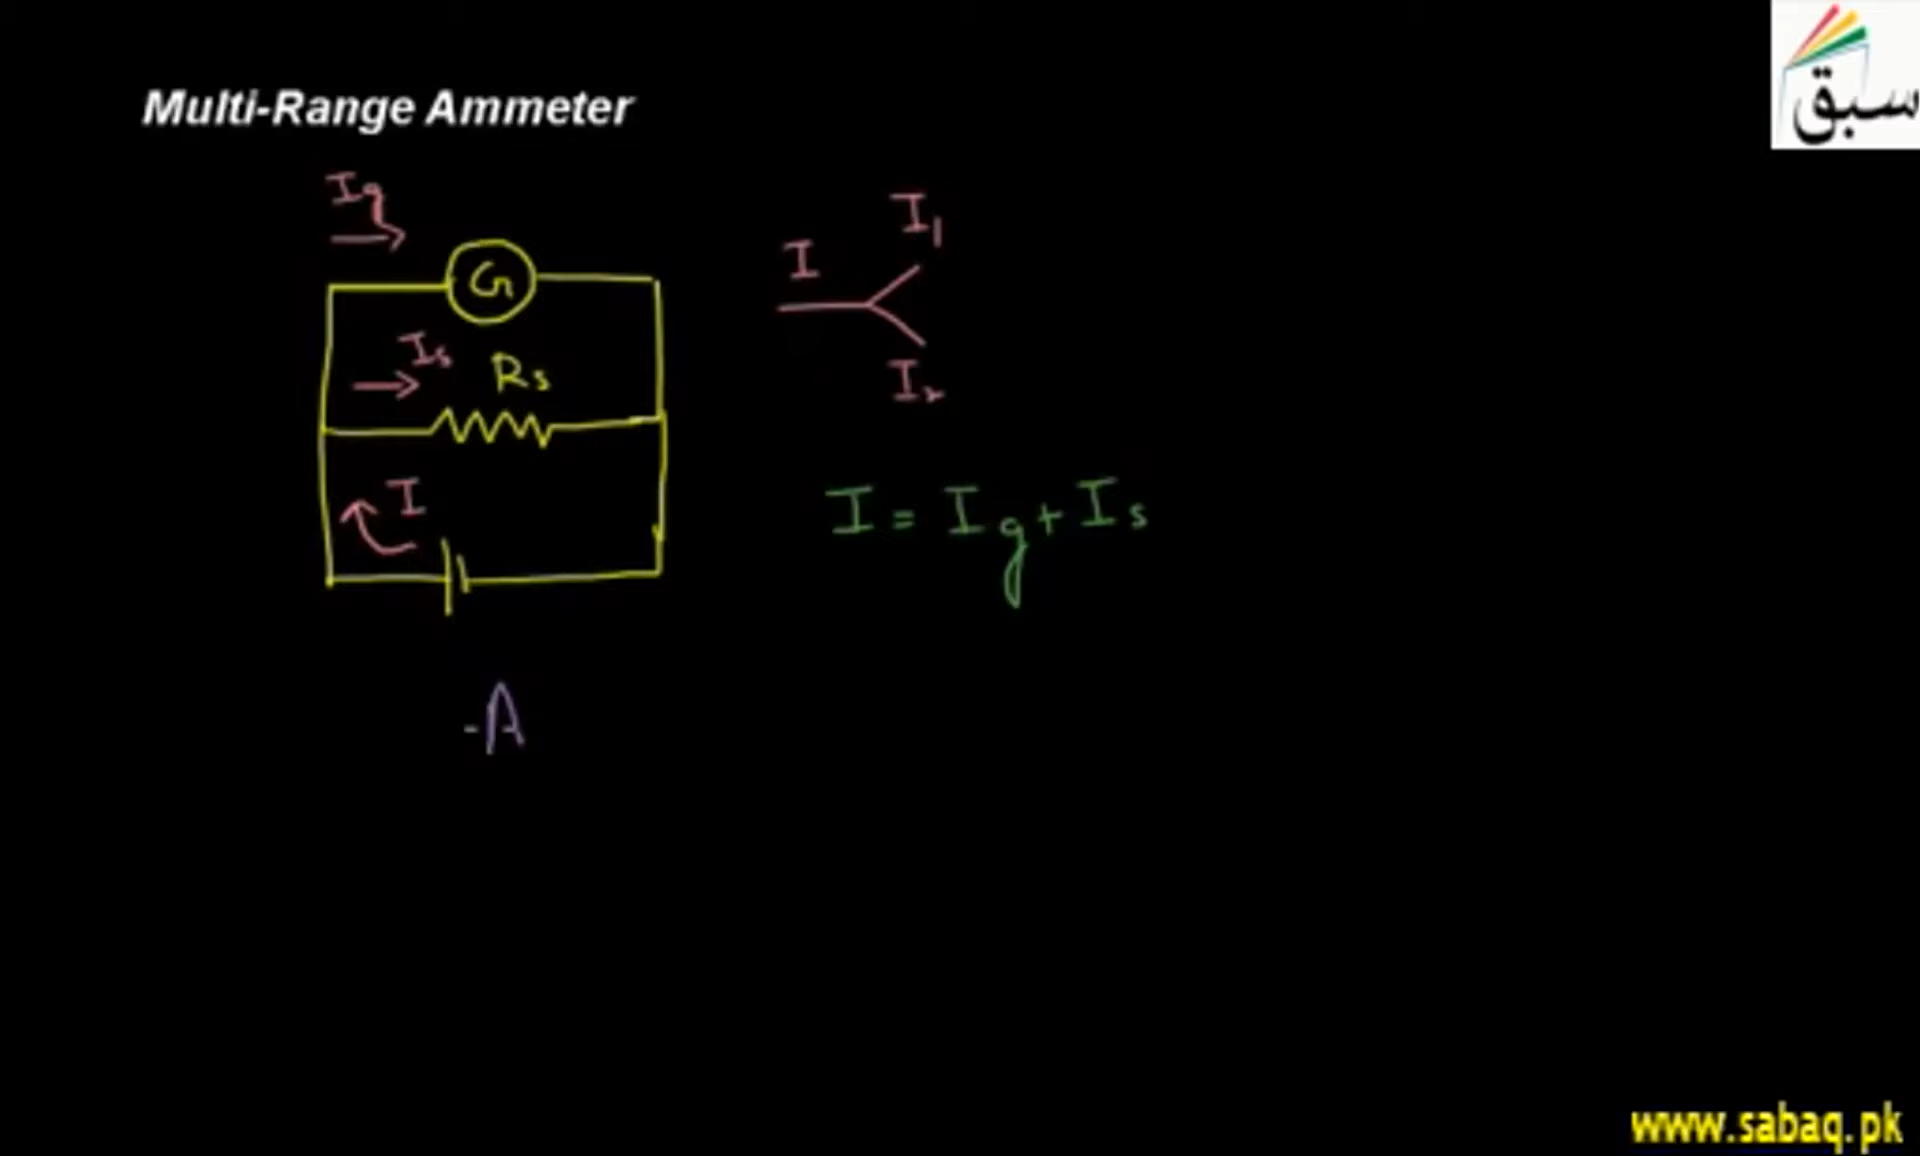 سبق
Multi-Range Ammeter
Ig
G
Is
Rs
I
I
I1
I2
I = Ig + Is
-A
www.sabaq.pk